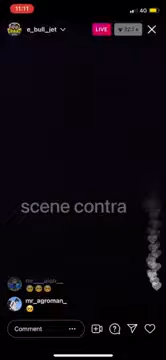 11:11
4G
e_bull_jet
LIVE
scene contra
mr_agroman_
Comment